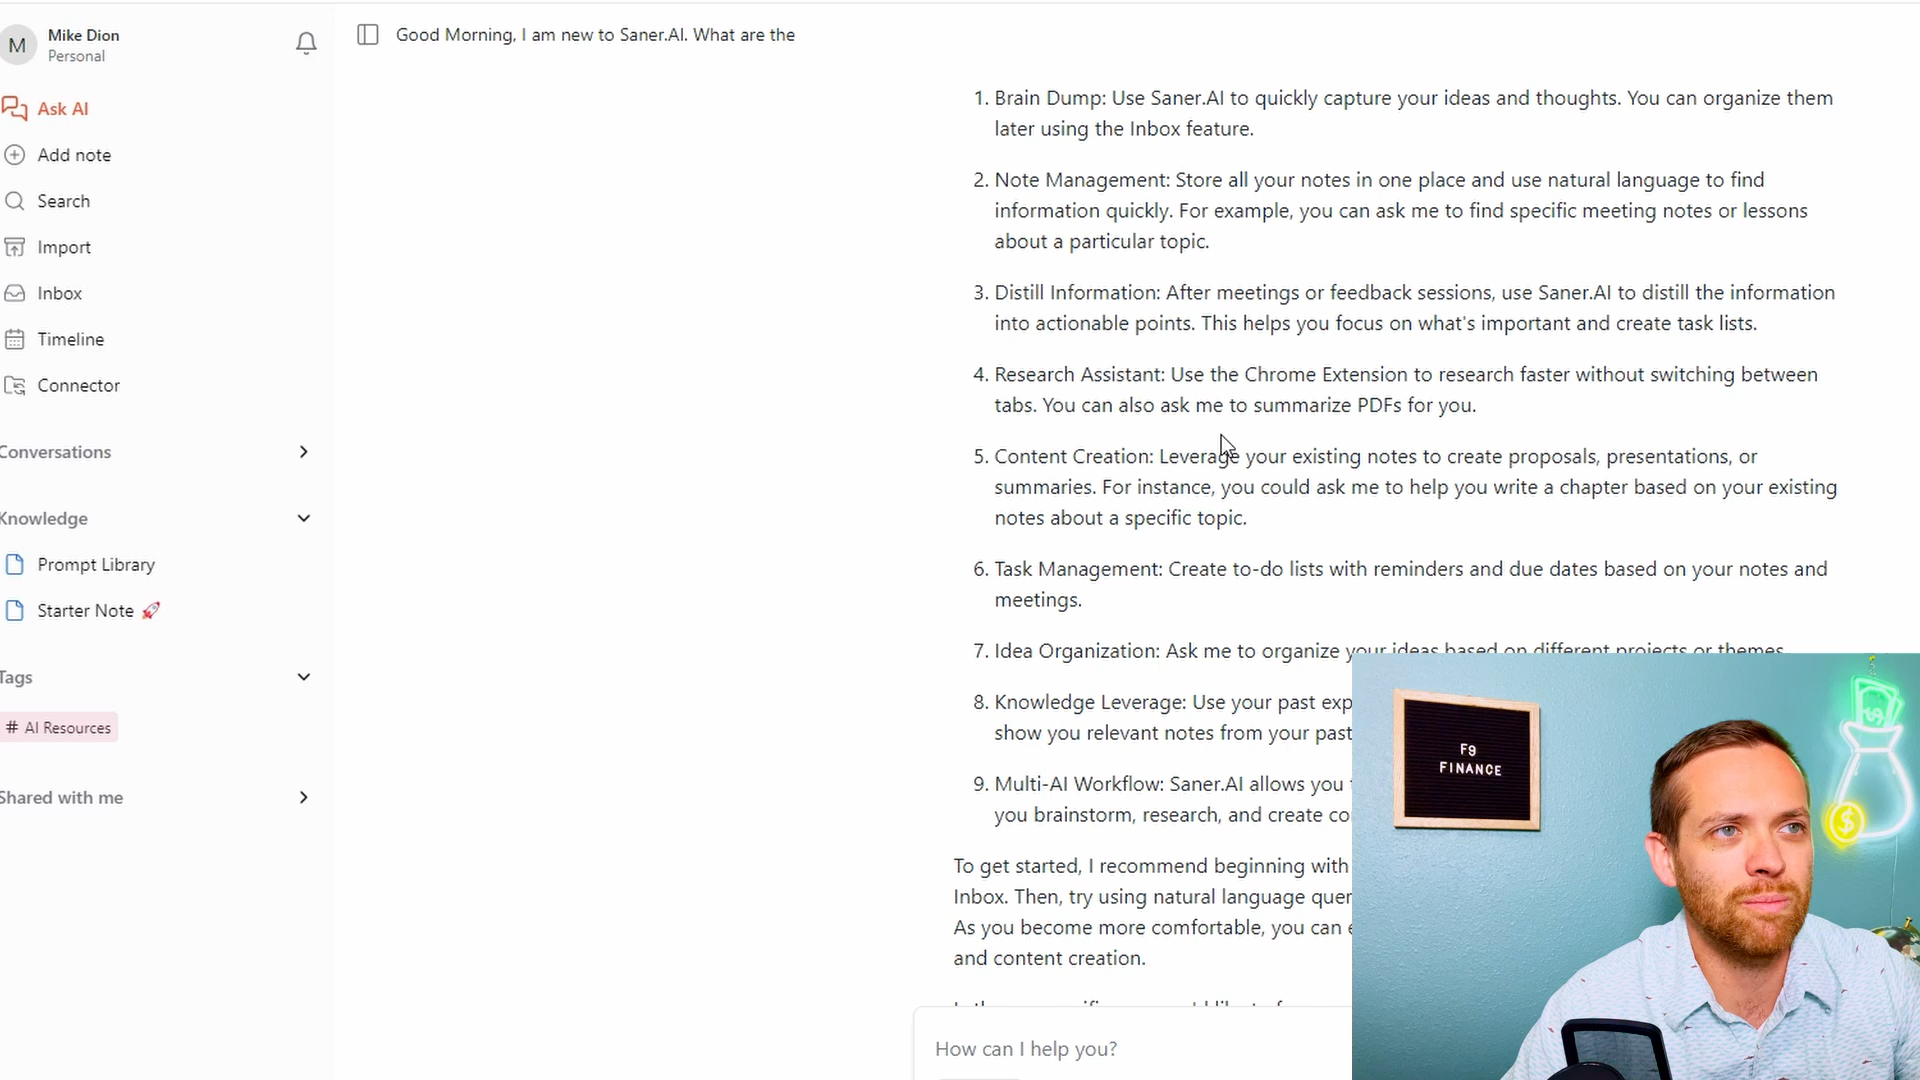 Mike Dion
Personal
M
Good Morning, I am new to Saner.AI. What are the
Ask AI
Add note
Search
Import
Inbox
Timeline
Connector
Conversations
Knowledge
Prompt Library
Starter Note 🚀
Tags
# AI Resources
Shared with me
1. Brain Dump: Use Saner.AI to quickly capture your ideas and thoughts. You can organize them
later using the Inbox feature.
2. Note Management: Store all your notes in one place and use natural language to find
information quickly. For example, you can ask me to find specific meeting notes or lessons
about a particular topic.
3. Distill Information: After meetings or feedback sessions, use Saner.AI to distill the information
into actionable points. This helps you focus on what's important and create task lists.
4. Research Assistant: Use the Chrome Extension to research faster without switching between
tabs. You can also ask me to summarize PDFs for you.
5. Content Creation: Leverage your existing notes to create proposals, presentations, or
summaries. For instance, you could ask me to help you write a chapter based on your existing
notes about a specific topic.
6. Task Management: Create to-do lists with reminders and due dates based on your notes and
meetings.
7. Idea Organization: Ask me to organize your ideas based on different projects or themes
8. Knowledge Leverage: Use your past exp
show you relevant notes from your past
9. Multi-AI Workflow: Saner.AI allows you
you brainstorm, research, and create co
To get started, I recommend beginning with
Inbox. Then, try using natural language quer
As you become more comfortable, you can e
and content creation.
How can I help you?
F9
FINANCE
$